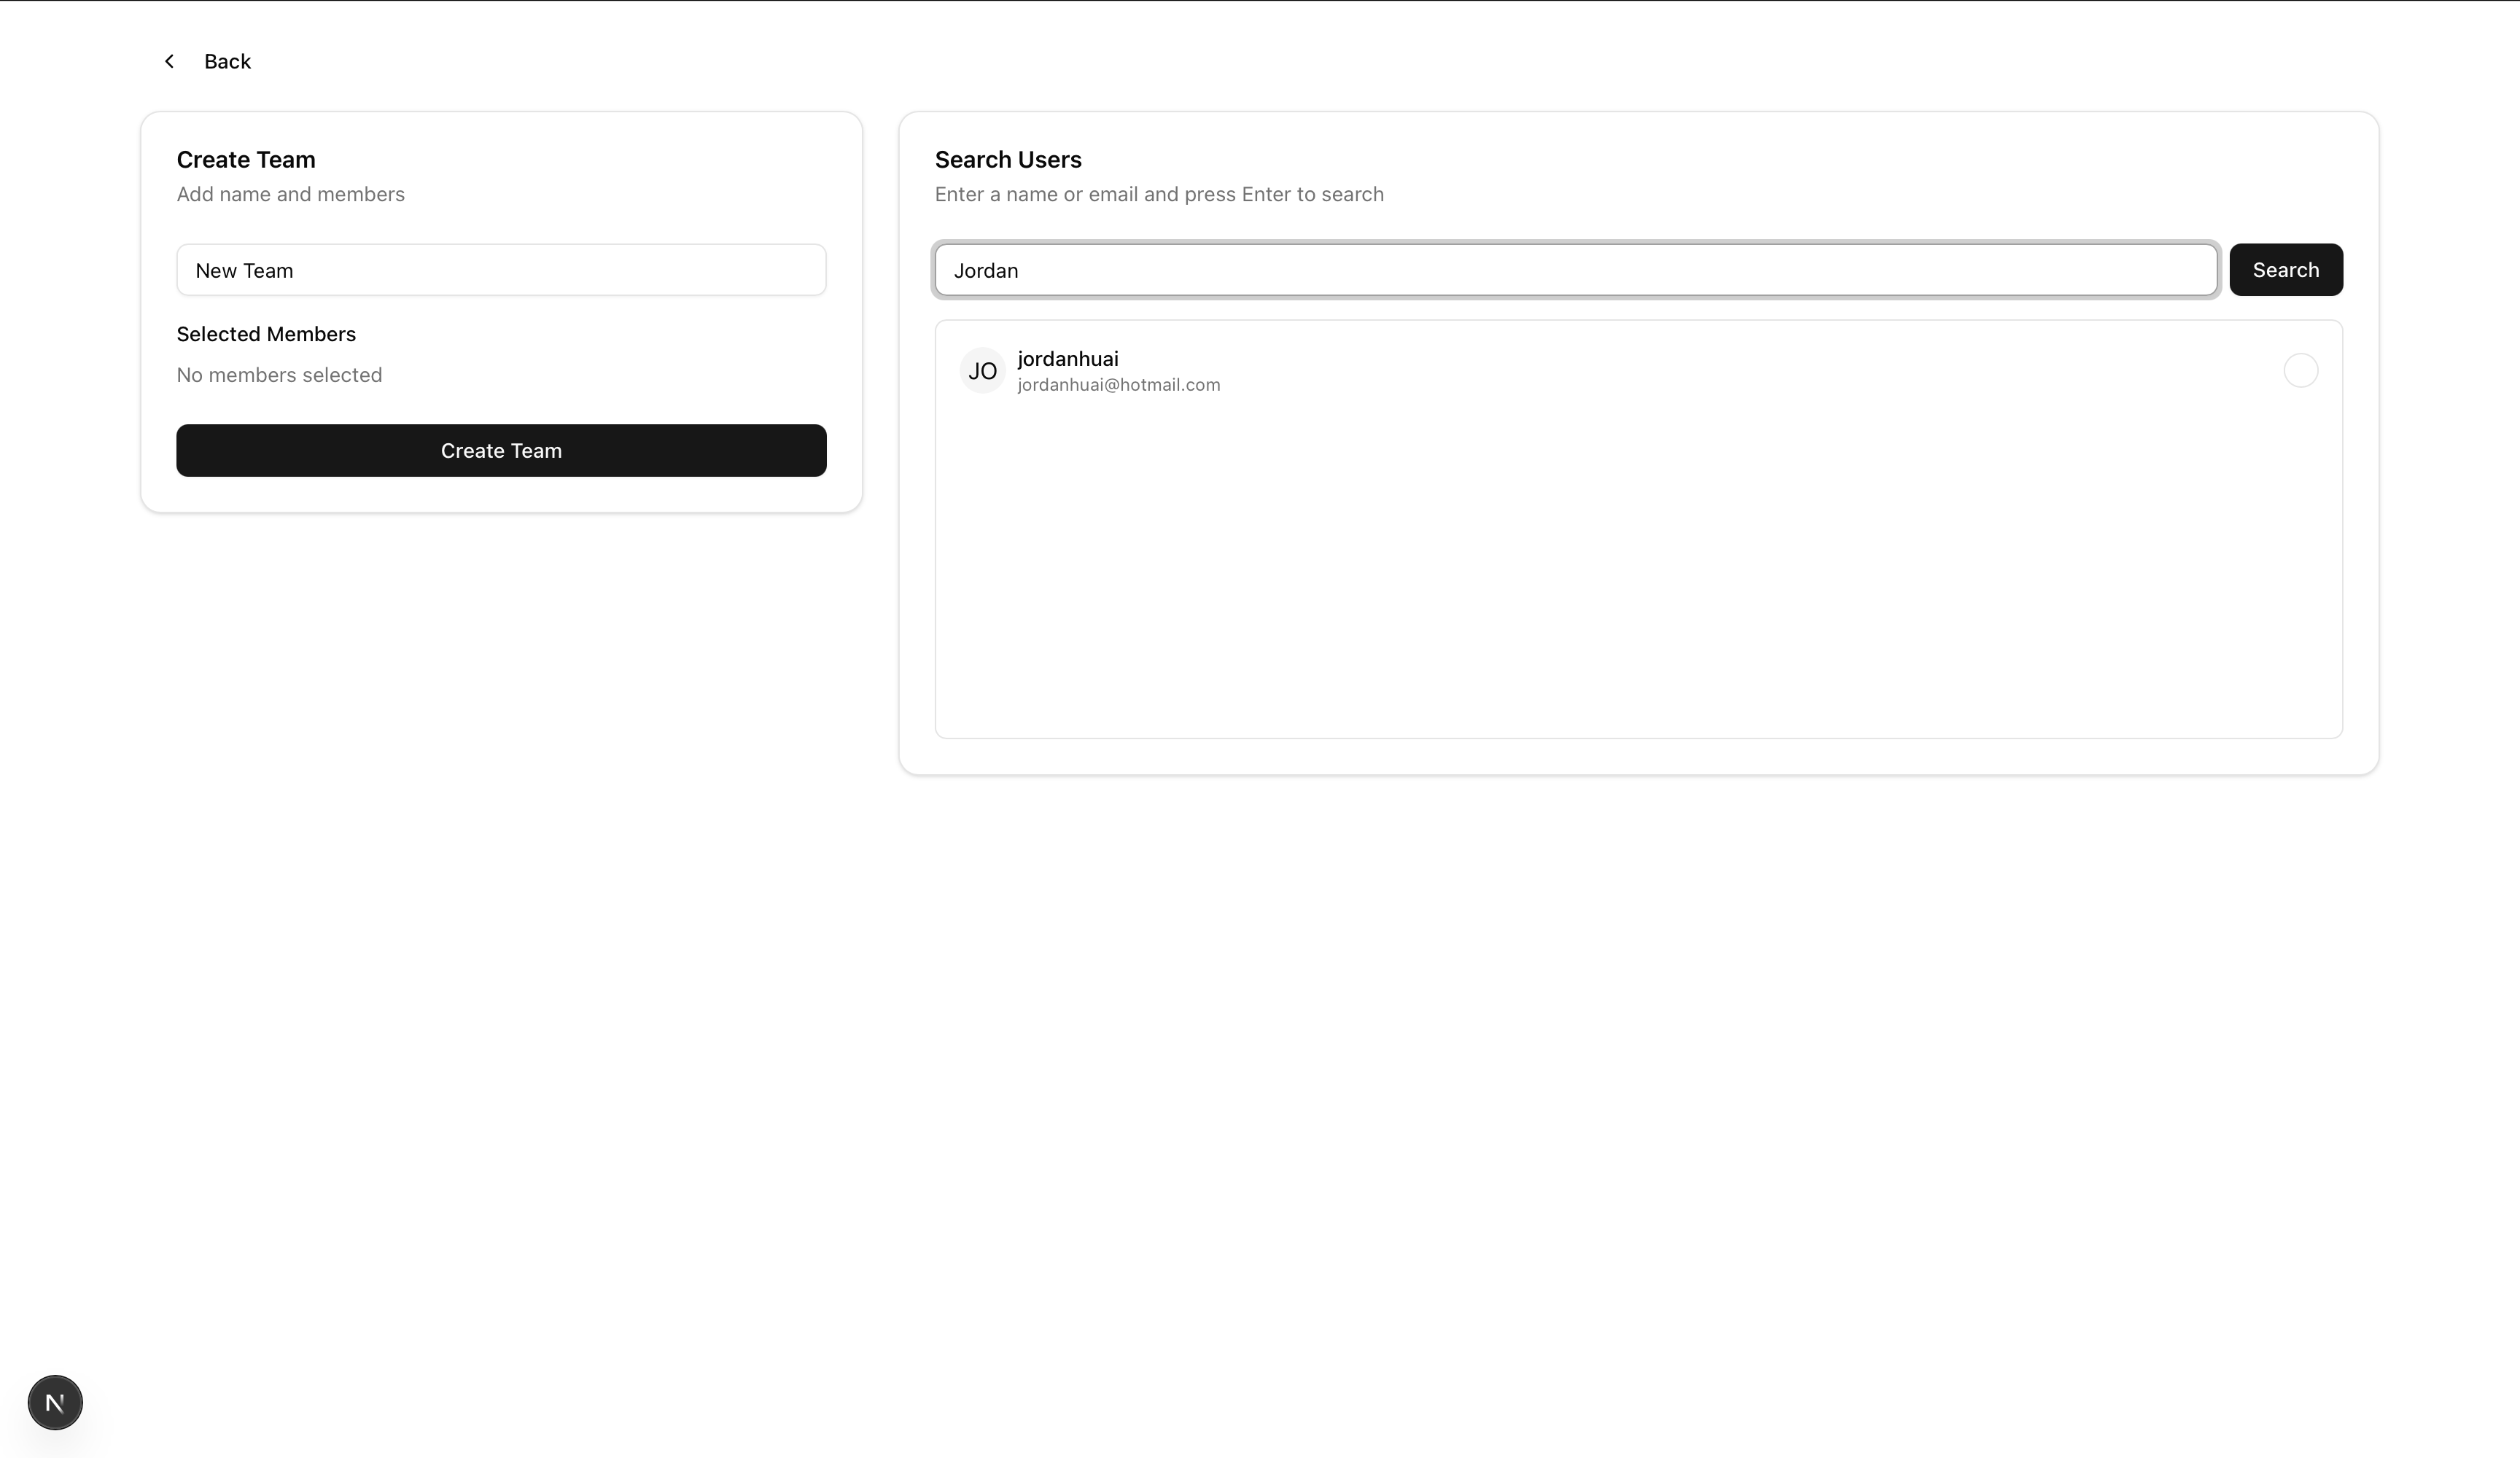 Back
Create Team
Add name and members
New Team
Selected Members
No members selected
Create Team
Search Users
Enter a name or email and press Enter to search
Jordan
Search
JO
jordanhuai
jordanhuai@hotmail.com
N